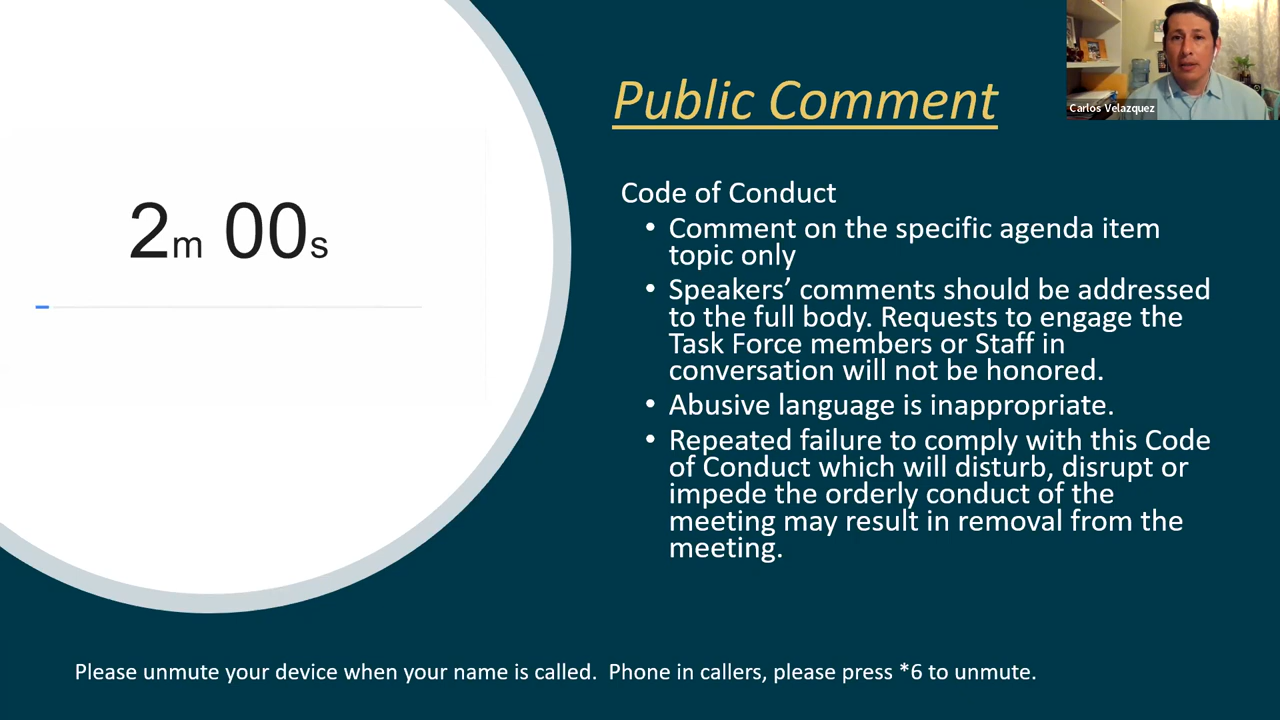 Public Comment
Carlos Velazquez
2m 00s
Code of Conduct
• Comment on the specific agenda item
topic only
• Speakers’ comments should be addressed
to the full body. Requests to engage the
Task Force members or Staff in
conversation will not be honored.
• Abusive language is inappropriate.
• Repeated failure to comply with this Code
of Conduct which will disturb, disrupt or
impede the orderly conduct of the
meeting may result in removal from the
meeting.
Please unmute your device when your name is called.  Phone in callers, please press *6 to unmute.